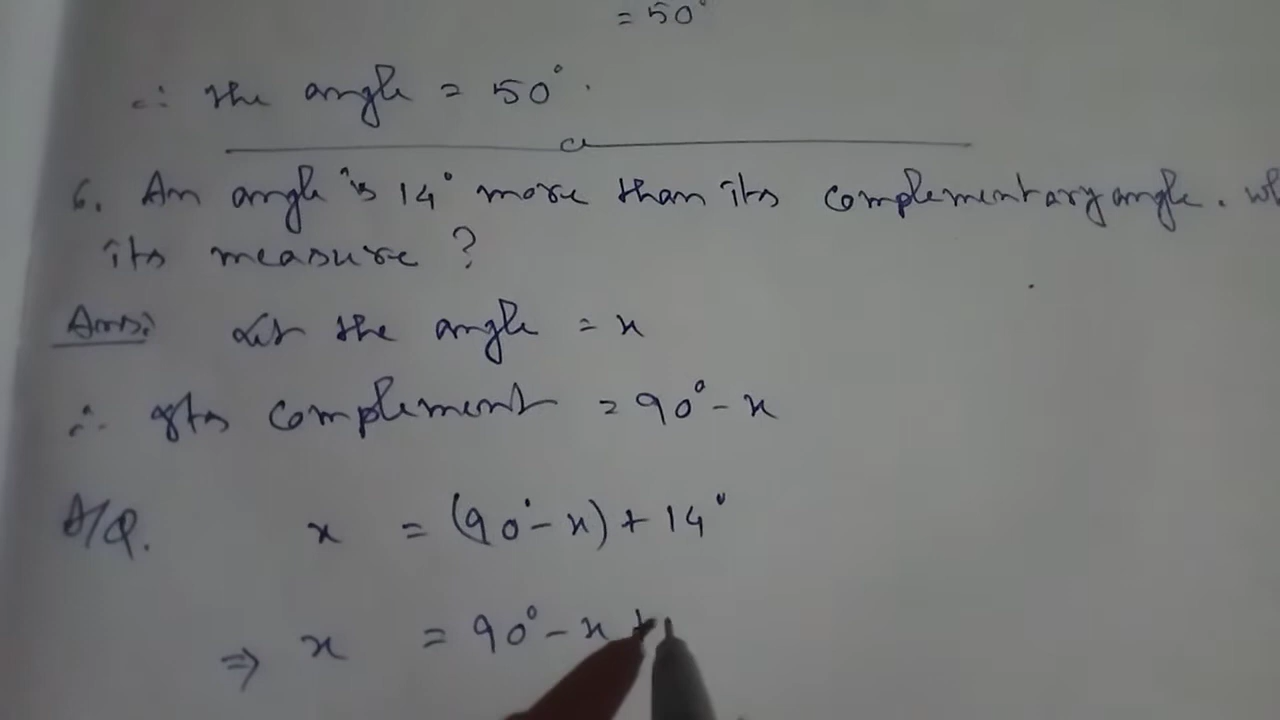 = 50°
∴ the angle = 50°.
6. An angle is 14° more than its complementary angle.
its measure ?
Ans: Let the angle = x
∴ Its complement = 90° - x
A/Q. x = (90° - x) + 14°
⇒ x = 90° - x +